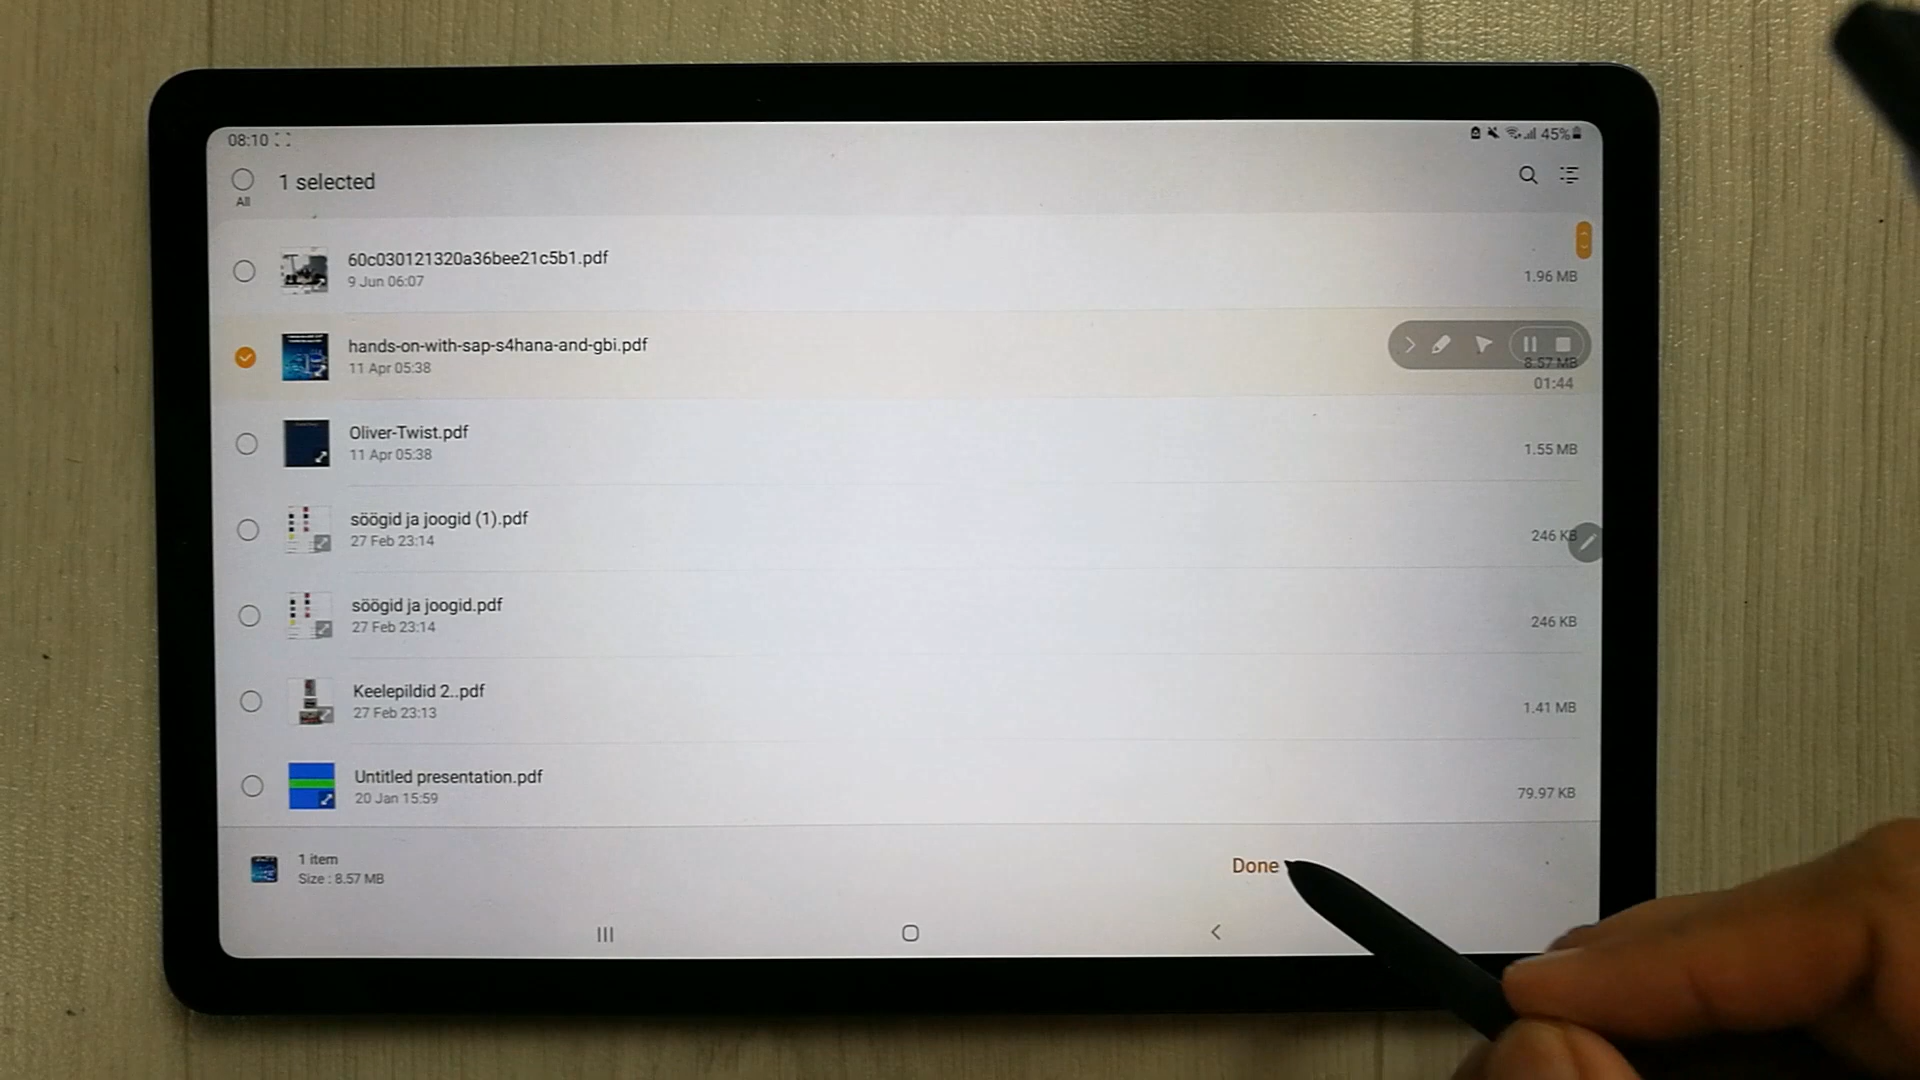 08:10
45%
All
1 selected
60c030121320a36bee21c5b1.pdf
9 Jun 06:07
1.96 MB
hands-on-with-sap-s4hana-and-gbi.pdf
11 Apr 05:38
8.57 MB
01:44
Oliver-Twist.pdf
11 Apr 05:38
1.55 MB
söögid ja joogid (1).pdf
27 Feb 23:14
246 KB
söögid ja joogid.pdf
27 Feb 23:14
246 KB
Keelepildid 2..pdf
27 Feb 23:13
1.41 MB
Untitled presentation.pdf
20 Jan 15:59
79.97 KB
1 item
Size : 8.57 MB
Done